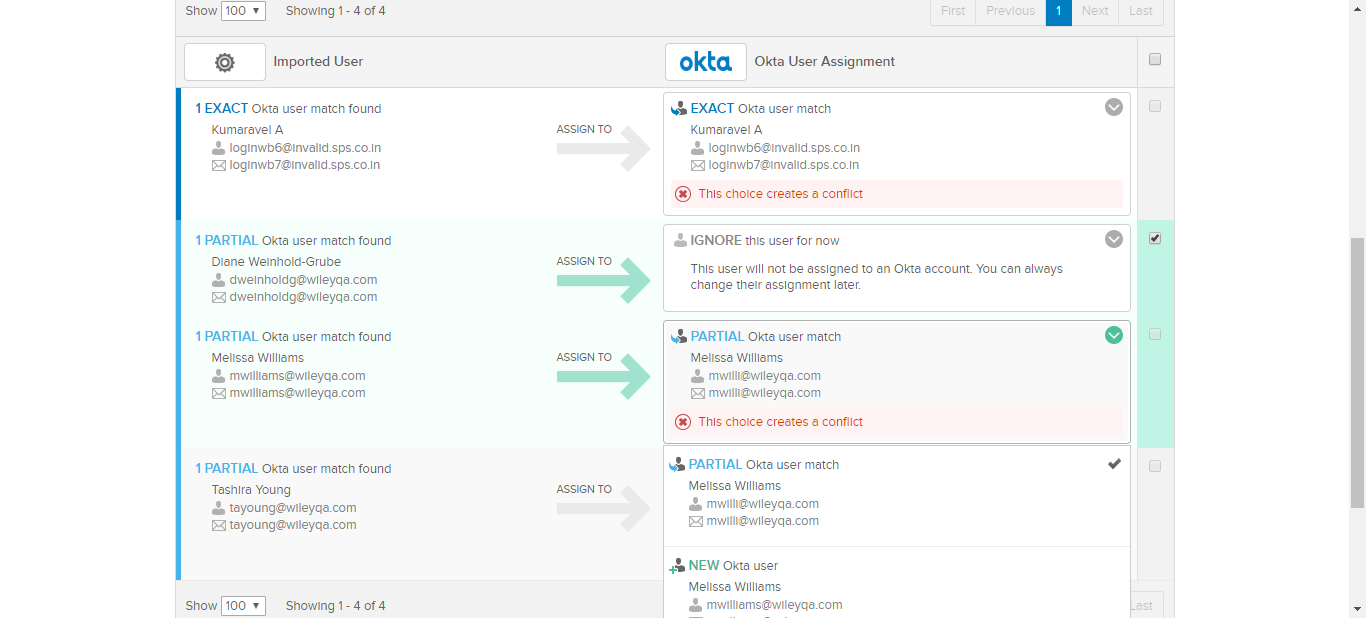 Show 100 Showing 1 - 4 of 4 First Previous 1 Next Last
Imported User okta Okta User Assignment
1 EXACT Okta user match found
Kumaravel A
loginwb6@invalid.sps.co.in
loginwb7@invalid.sps.co.in
ASSIGN TO
EXACT Okta user match
Kumaravel A
loginwb6@invalid.sps.co.in
loginwb7@invalid.sps.co.in
This choice creates a conflict
1 PARTIAL Okta user match found
Diane Weinhold-Grube
dweinholdg@wileyqa.com
dweinholdg@wileyqa.com
ASSIGN TO
IGNORE this user for now
This user will not be assigned to an Okta account. You can always
change their assignment later.
1 PARTIAL Okta user match found
Melissa Williams
mwilliams@wileyqa.com
mwilliams@wileyqa.com
ASSIGN TO
PARTIAL Okta user match
Melissa Williams
mwilli@wileyqa.com
mwilli@wileyqa.com
This choice creates a conflict
1 PARTIAL Okta user match found
Tashira Young
tayoung@wileyqa.com
tayoung@wileyqa.com
ASSIGN TO
PARTIAL Okta user match
Melissa Williams
mwilli@wileyqa.com
mwilli@wileyqa.com
NEW Okta user
Melissa Williams
mwilliams@wileyqa.com
Show 100 Showing 1 - 4 of 4 Last